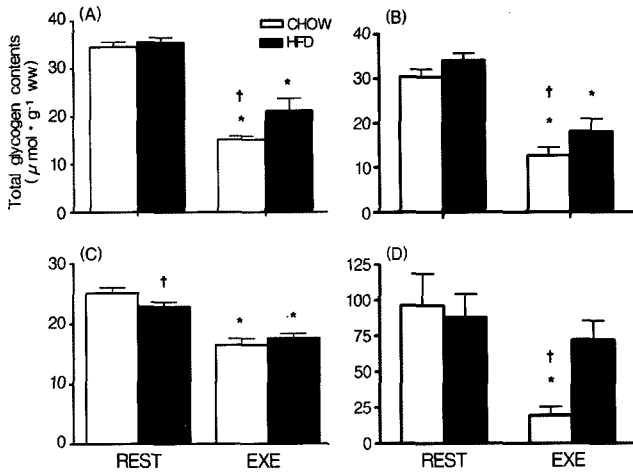 (A)
CHOW
HFD
Total glycogen contents
(μmol・g⁻¹ ww)
40
30
20
10
0
†
*
*
(B)
40
30
20
10
0
†
*
*
(C)
30
20
10
0
†
*
*
REST
EXE
(D)
125
100
75
50
25
0
†
*
REST
EXE